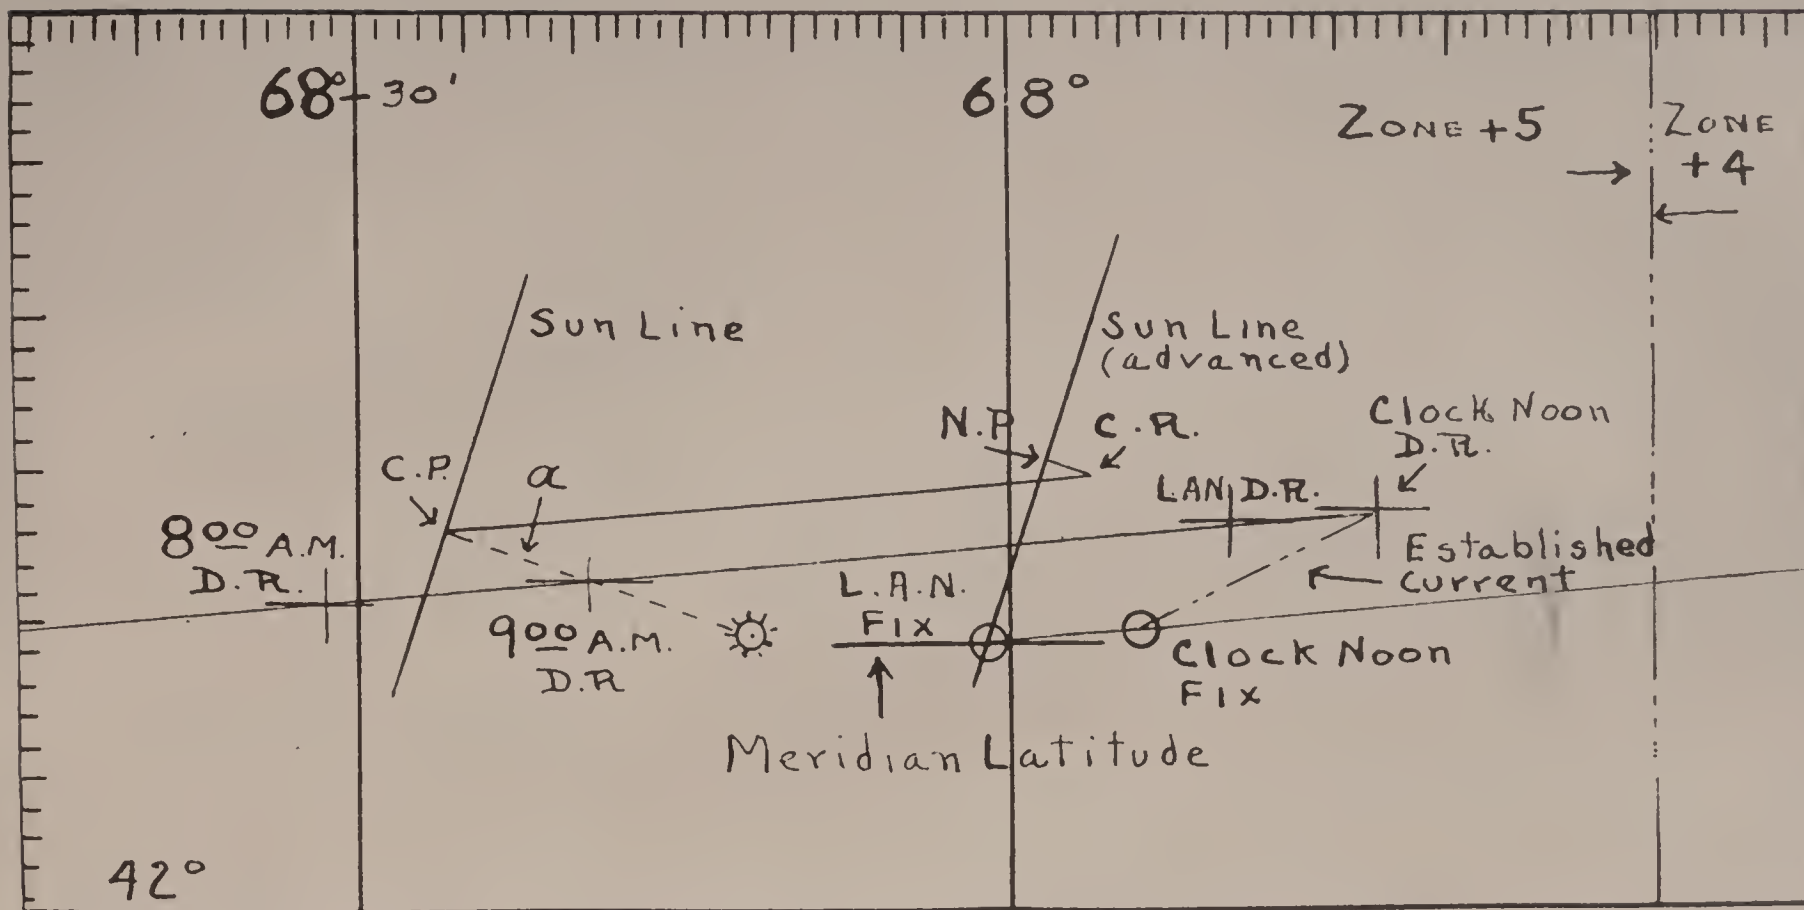 68°-30'
68°
ZONE +5
ZONE
+4
Sun Line
Sun Line
(advanced)
N.P.
C.R.
Clock Noon
D.R.
C.P.
a
LAN D.R.
8 00 A.M.
D.R.
Established
current
L.A.N.
FIX
9 00 A.M.
D.R
Clock Noon
FIX
Meridian Latitude
42°